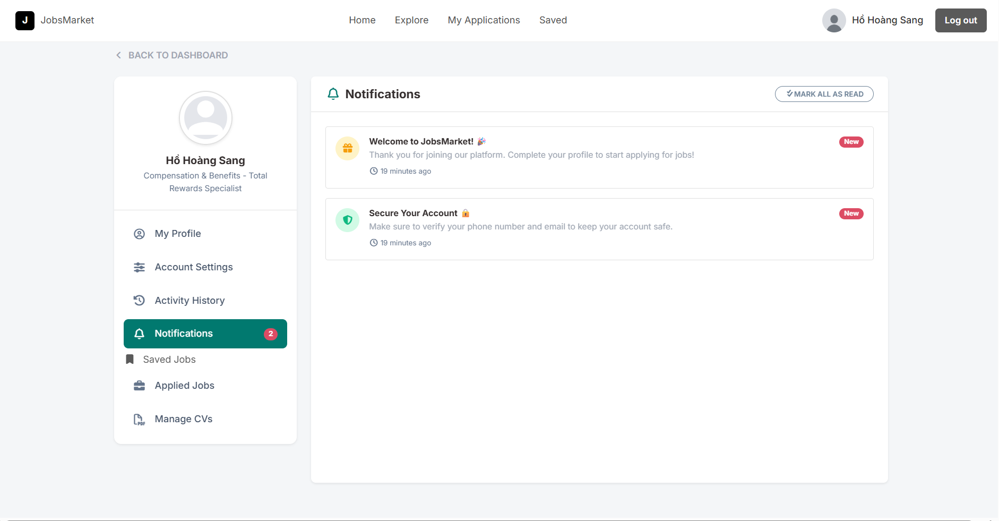 J JobsMarket Home Explore My Applications Saved Hồ Hoàng Sang Log out
BACK TO DASHBOARD
Hồ Hoàng Sang
Compensation & Benefits - Total
Rewards Specialist
My Profile
Account Settings
Activity History
Notifications 2
Saved Jobs
Applied Jobs
Manage CVs
Notifications MARK ALL AS READ
Welcome to JobsMarket! 🎉 New
Thank you for joining our platform. Complete your profile to start applying for jobs!
19 minutes ago
Secure Your Account 🔒 New
Make sure to verify your phone number and email to keep your account safe.
19 minutes ago